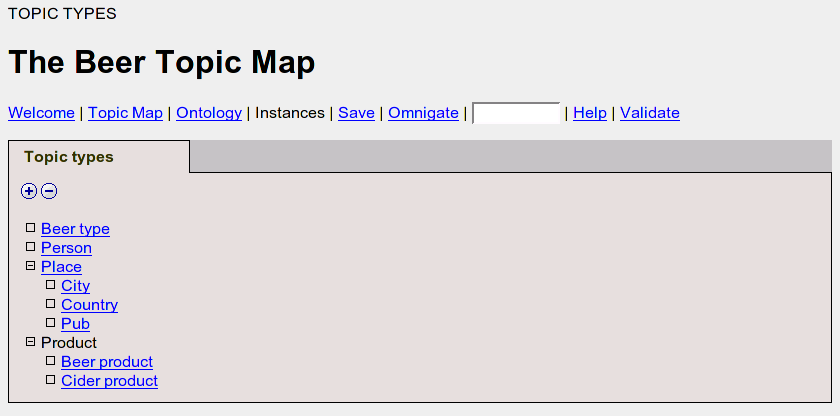 TOPIC TYPES
The Beer Topic Map
Welcome | Topic Map | Ontology | Instances | Save | Omnigate | | Help | Validate
Topic types
Beer type
Person
Place
City
Country
Pub
Product
Beer product
Cider product